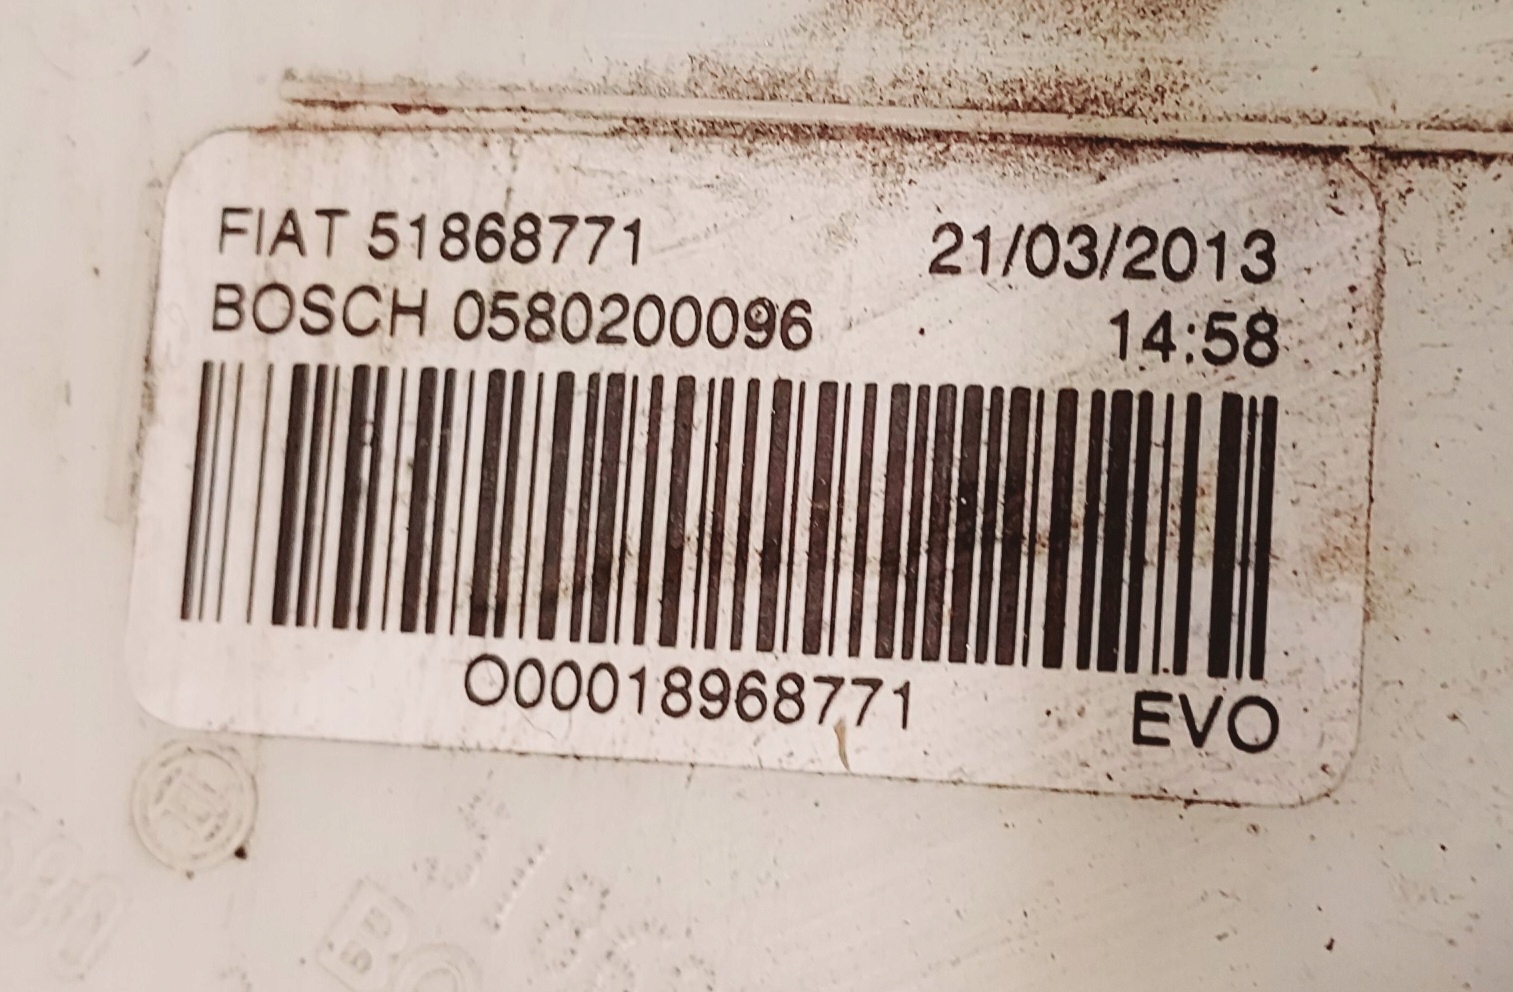 FIAT 51868771 21/03/2013
BOSCH 0580200096 14:58
O00018968771 EVO